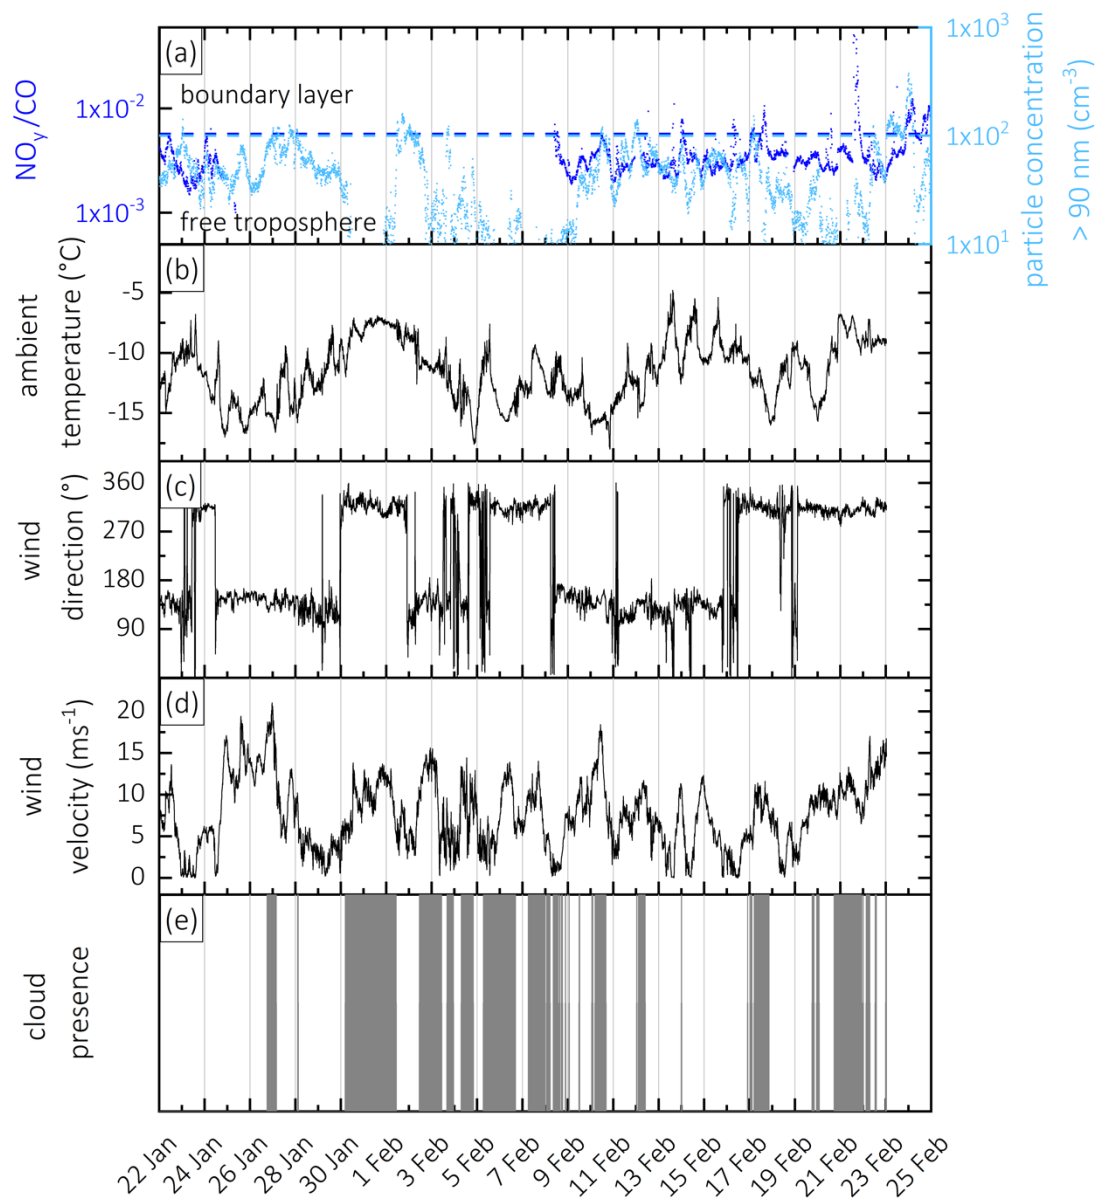 (a)
boundary layer
free troposphere
NOy/CO
1x10⁻²
1x10⁻³
1x10³
1x10²
1x10¹
particle concentration
> 90 nm (cm⁻³)
(b)
ambient
temperature (°C)
-5
-10
-15
(c)
wind
direction (°)
360
270
180
90
(d)
wind
velocity (ms⁻¹)
20
15
10
5
0
(e)
cloud
presence
22 Jan
24 Jan
26 Jan
28 Jan
30 Jan
1 Feb
3 Feb
5 Feb
7 Feb
9 Feb
11 Feb
13 Feb
15 Feb
17 Feb
19 Feb
21 Feb
23 Feb
25 Feb